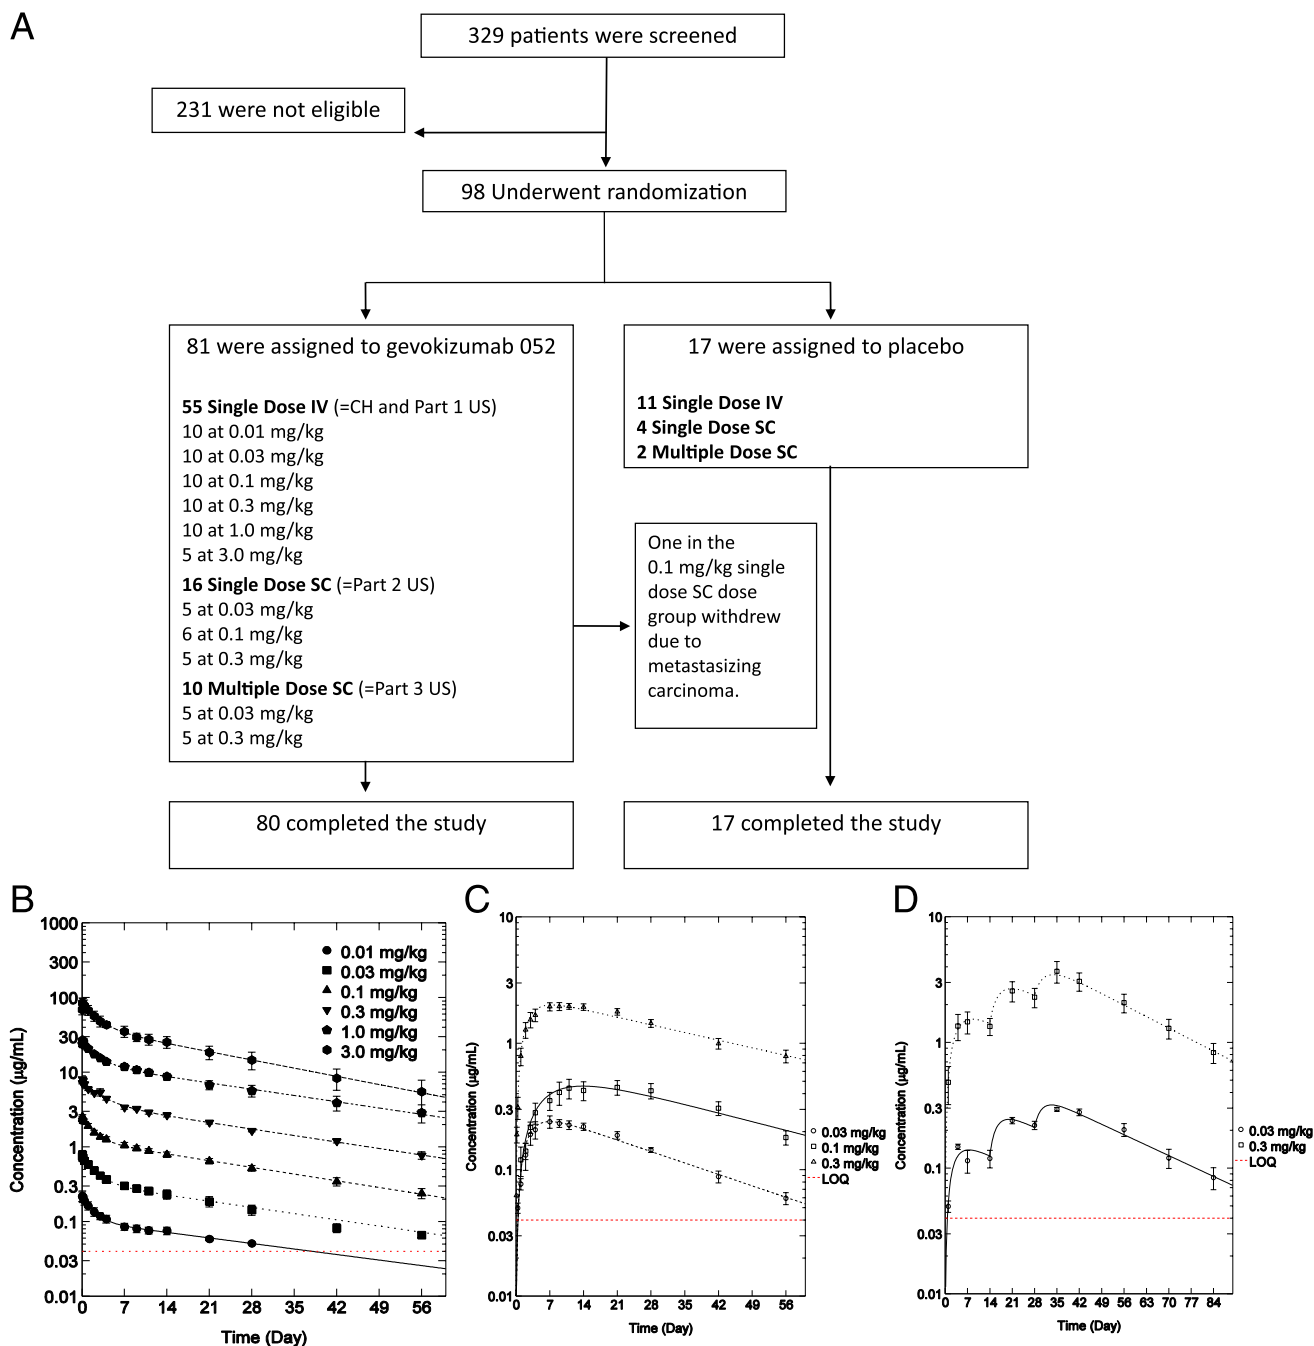 A
329 patients were screened
231 were not eligible
98 Underwent randomization
81 were assigned to gevokizumab 052
55 Single Dose IV (=CH and Part 1 US)
10 at 0.01 mg/kg
10 at 0.03 mg/kg
10 at 0.1 mg/kg
10 at 0.3 mg/kg
10 at 1.0 mg/kg
5 at 3.0 mg/kg
16 Single Dose SC (=Part 2 US)
5 at 0.03 mg/kg
6 at 0.1 mg/kg
5 at 0.3 mg/kg
10 Multiple Dose SC (=Part 3 US)
5 at 0.03 mg/kg
5 at 0.3 mg/kg
17 were assigned to placebo
11 Single Dose IV
4 Single Dose SC
2 Multiple Dose SC
One in the
0.1 mg/kg single
dose SC dose
group withdrew
due to
metastasizing
carcinoma.
80 completed the study
17 completed the study
B
Concentration (µg/mL)
1000
300
100
30
10
3
1
0.3
0.1
0.03
0.01
0.01 mg/kg
0.03 mg/kg
0.1 mg/kg
0.3 mg/kg
1.0 mg/kg
3.0 mg/kg
0 7 14 21 28 35 42 49 56
Time (Day)
C
Concentration (µg/mL)
10
3
1
0.3
0.1
0.03
0.01
0.03 mg/kg
0.1 mg/kg
0.3 mg/kg
LOQ
0 7 14 21 28 35 42 49 56
Time (Day)
D
Concentration (µg/mL)
10
3
1
0.3
0.1
0.03
0.01
0.03 mg/kg
0.3 mg/kg
LOQ
0 7 14 21 28 35 42 49 56 63 70 77 84
Time (Day)